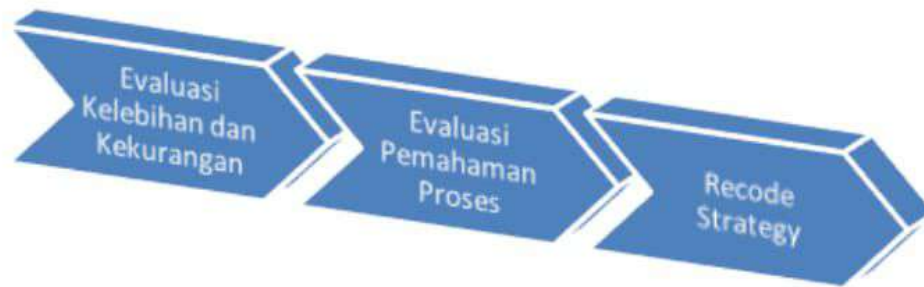 Evaluasi
Kelebihan dan
Kekurangan
Evaluasi
Pemahaman
Proses
Recode
Strategy